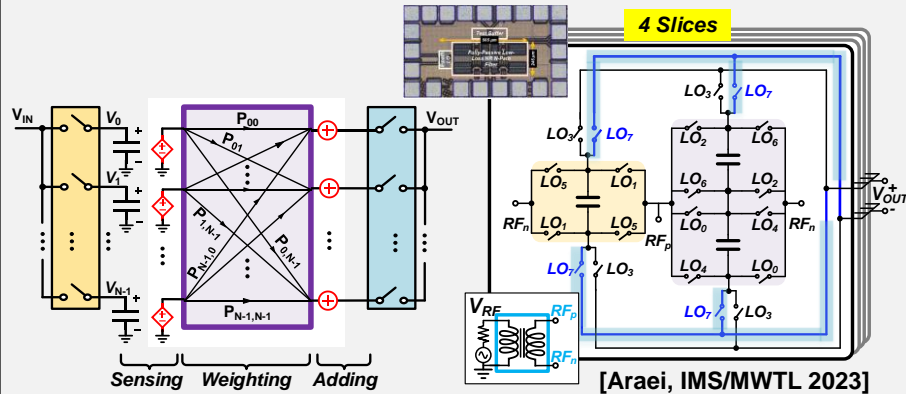 4 Slices
Test Buffer
V_IN
V_0
+
-
V_1
+
-
V_N-1
+
-
P_00
P_01
P_1,N-1
P_N-1,0
P_0,N-1
P_N-1,N-1
V_OUT
Sensing
Weighting
Adding
LO_3
LO_7
LO_3
LO_7
LO_2
LO_6
LO_5
LO_1
LO_6
LO_2
RF_n
RF_p
RF_n
LO_0
LO_4
LO_1
LO_5
LO_4
LO_0
LO_7
LO_3
LO_7
LO_3
+
V_OUT
-
V_RF
RF_p
RF_n
[Araei, IMS/MWTL 2023]